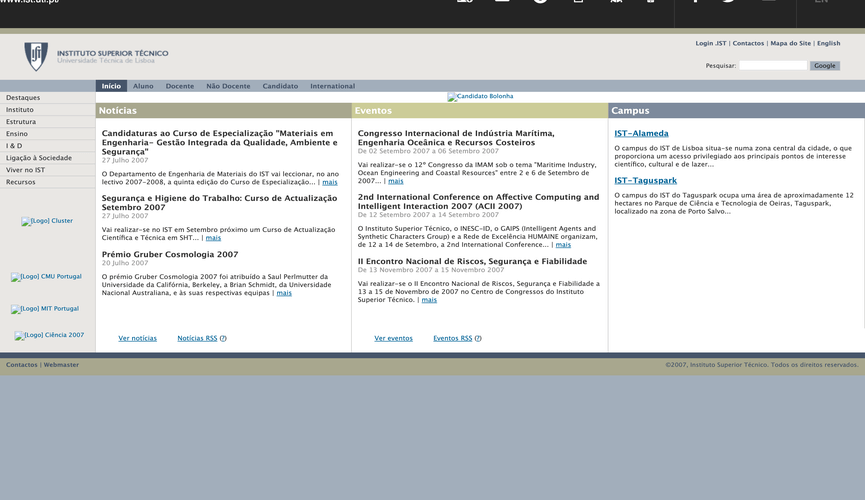 www.ist.utl.pt/
EN
Login .IST | Contactos | Mapa do Site | English
INSTITUTO SUPERIOR TÉCNICO
Universidade Técnica de Lisboa
Pesquisar:
Google
Início Aluno Docente Não Docente Candidato International
Destaques
Instituto
Estrutura
Ensino
I & D
Ligação à Sociedade
Viver no IST
Recursos
[Logo] Cluster
[Logo] CMU Portugal
[Logo] MIT Portugal
[Logo] Ciência 2007
Candidato Bolonha
Notícias
Candidaturas ao Curso de Especialização "Materiais em
Engenharia- Gestão Integrada da Qualidade, Ambiente e
Segurança"
27 Julho 2007
O Departamento de Engenharia de Materiais do IST vai leccionar, no ano
lectivo 2007-2008, a quinta edição do Curso de Especialização... | mais
Segurança e Higiene do Trabalho: Curso de Actualização
Setembro 2007
27 Julho 2007
Vai realizar-se no IST em Setembro próximo um Curso de Actualização
Científica e Técnica em SHT... | mais
Prémio Gruber Cosmologia 2007
20 Julho 2007
O prémio Gruber Cosmologia 2007 foi atribuído a Saul Perlmutter da
Universidade da Califórnia, Berkeley, a Brian Schmidt, da Universidade
Nacional Australiana, e às suas respectivas equipas | mais
Ver notícias Notícias RSS (?)
Eventos
Congresso Internacional de Indústria Marítima,
Engenharia Oceânica e Recursos Costeiros
De 02 Setembro 2007 a 06 Setembro 2007
Vai realizar-se o 12º Congresso da IMAM sob o tema "Maritime Industry,
Ocean Engineering and Coastal Resources" entre 2 e 6 de Setembro de
2007... | mais
2nd International Conference on Affective Computing and
Intelligent Interaction 2007 (ACII 2007)
De 12 Setembro 2007 a 14 Setembro 2007
O Instituto Superior Técnico, o INESC-ID, o GAIPS (Intelligent Agents and
Synthetic Characters Group) e a Rede de Excelência HUMAINE organizam,
de 12 a 14 de Setembro, a 2nd International Conference... | mais
II Encontro Nacional de Riscos, Segurança e Fiabilidade
De 13 Novembro 2007 a 15 Novembro 2007
Vai realizar-se o II Encontro Nacional de Riscos, Segurança e Fiabilidade a
13 a 15 de Novembro de 2007 no Centro de Congressos do Instituto
Superior Técnico. | mais
Ver eventos Eventos RSS (?)
Campus
IST-Alameda
O campus do IST de Lisboa situa-se numa zona central da cidade, o que
proporciona um acesso privilegiado aos principais pontos de interesse
científico, cultural e de lazer...
IST-Taguspark
O campus do IST do Taguspark ocupa uma área de aproximadamente 12
hectares no Parque de Ciência e Tecnologia de Oeiras, Taguspark,
localizado na zona de Porto Salvo...
Contactos | Webmaster
©2007, Instituto Superior Técnico. Todos os direitos reservados.